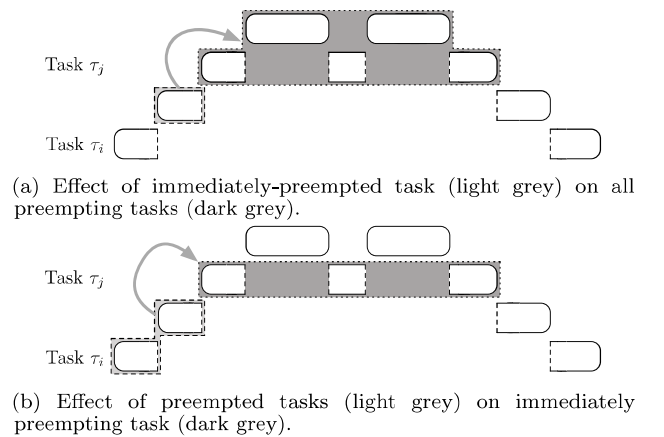 Task τj
Task τi
(a) Effect of immediately-preempted task (light grey) on all
preempting tasks (dark grey).
Task τj
Task τi
(b) Effect of preempted tasks (light grey) on immediately
preempting task (dark grey).